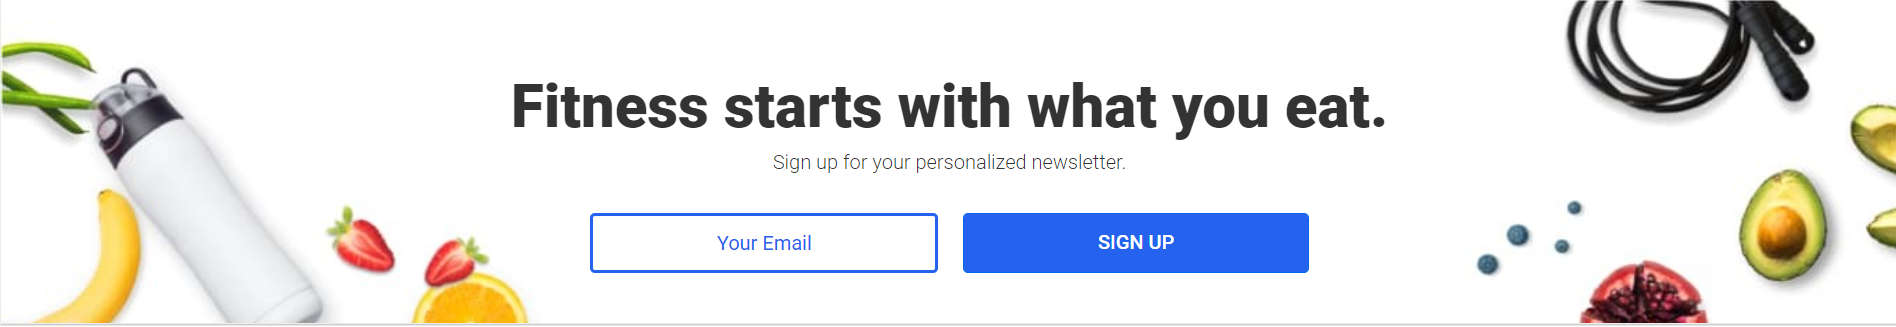 Fitness starts with what you eat.
Sign up for your personalized newsletter.
Your Email
SIGN UP